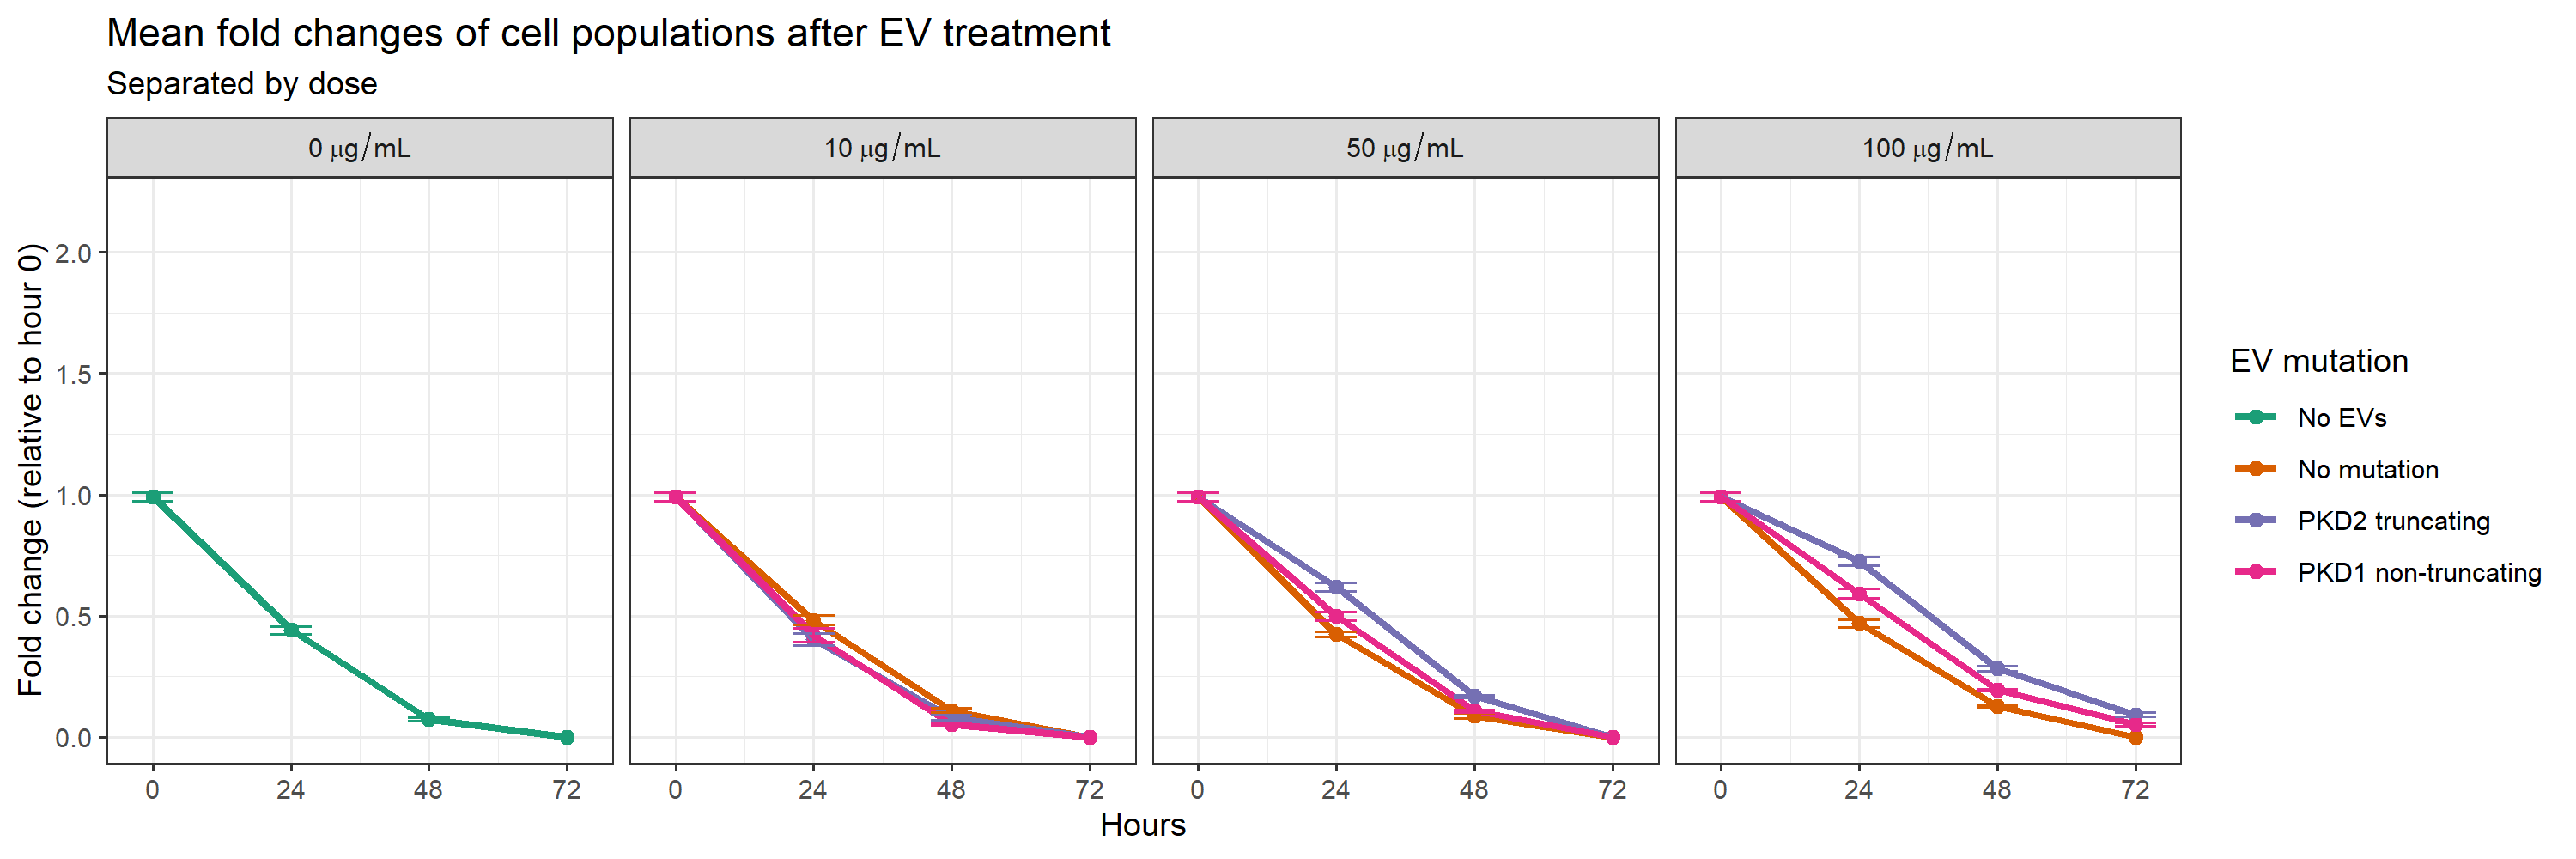 Mean fold changes of cell populations after EV treatment
Separated by dose
0 μg/mL
10 μg/mL
50 μg/mL
100 μg/mL
Fold change (relative to hour 0)
2.0
1.5
1.0
0.5
0.0
0 24 48 72
0 24 48 72
0 24 48 72
0 24 48 72
Hours
EV mutation
No EVs
No mutation
PKD2 truncating
PKD1 non-truncating